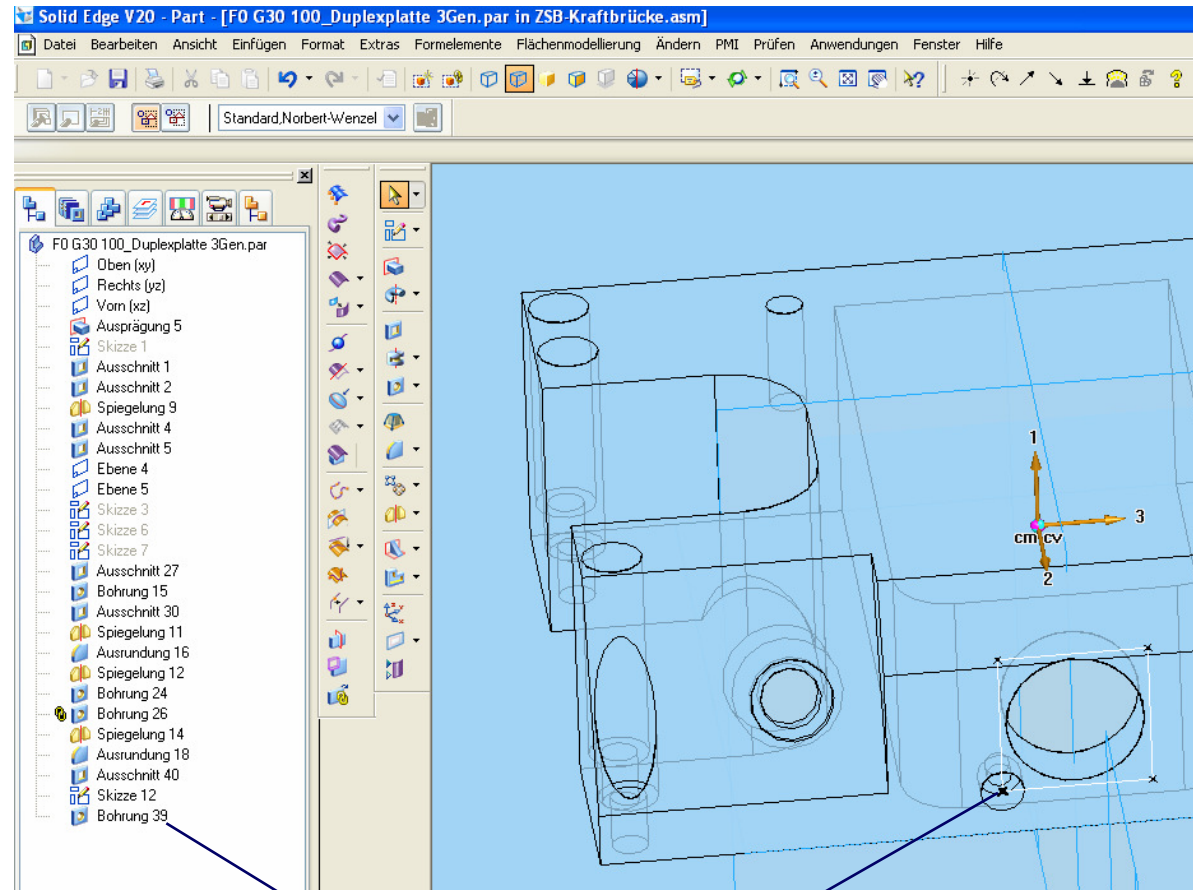 Solid Edge V20 - Part - [F0 G30 100_Duplexplatte 3Gen.par in ZSB-Kraftbrücke.asm]
Datei Bearbeiten Ansicht Einfügen Format Extras Formelemente Flächenmodellierung Ändern PMI Prüfen Anwendungen Fenster Hilfe
Standard,Norbert-Wenzel
F0 G30 100_Duplexplatte 3Gen.par
Oben (xy)
Rechts (yz)
Vorn (xz)
Ausprägung 5
Skizze 1
Ausschnitt 1
Ausschnitt 2
Spiegelung 9
Ausschnitt 4
Ausschnitt 5
Ebene 4
Ebene 5
Skizze 3
Skizze 6
Skizze 7
Ausschnitt 27
Bohrung 15
Ausschnitt 30
Spiegelung 11
Ausrundung 16
Spiegelung 12
Bohrung 24
Bohrung 26
Spiegelung 14
Ausrundung 18
Ausschnitt 40
Skizze 12
Bohrung 39
1
3
cm cv
2